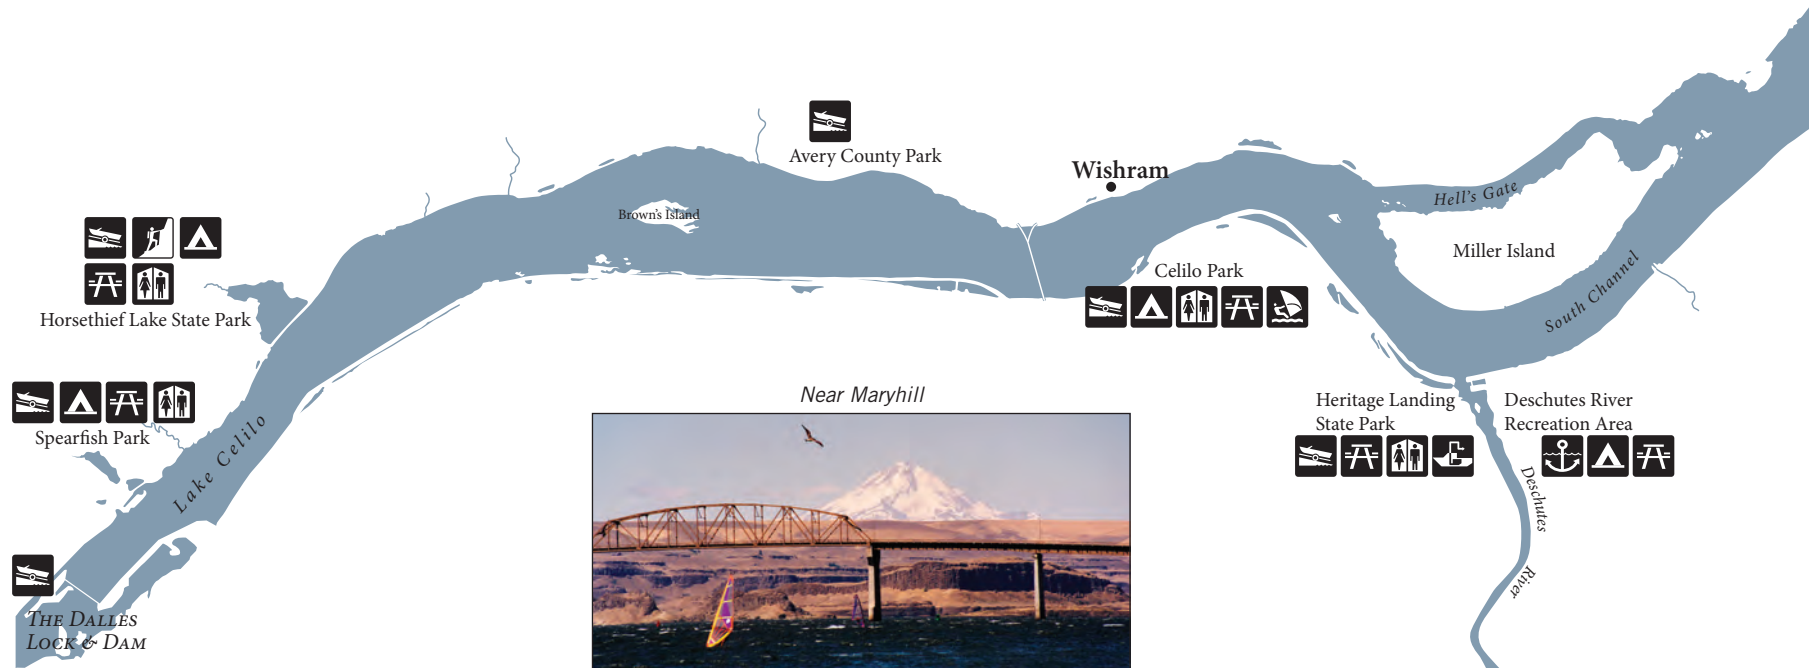 Avery County Park
Wishram
Hell's Gate
Brown's Island
Miller Island
Celilo Park
South Channel
Horsethief Lake State Park
Near Maryhill
Heritage Landing
State Park
Deschutes River
Recreation Area
Spearfish Park
Lake Celilo
Deschutes
River
The Dalles
Lock & Dam